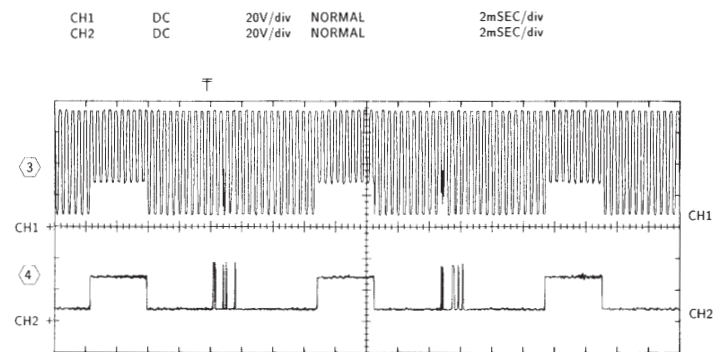 CH1 DC 20V/div NORMAL 2mSEC/div
CH2 DC 20V/div NORMAL 2mSEC/div
T
3
CH1 + CH1
4
CH2 + CH2